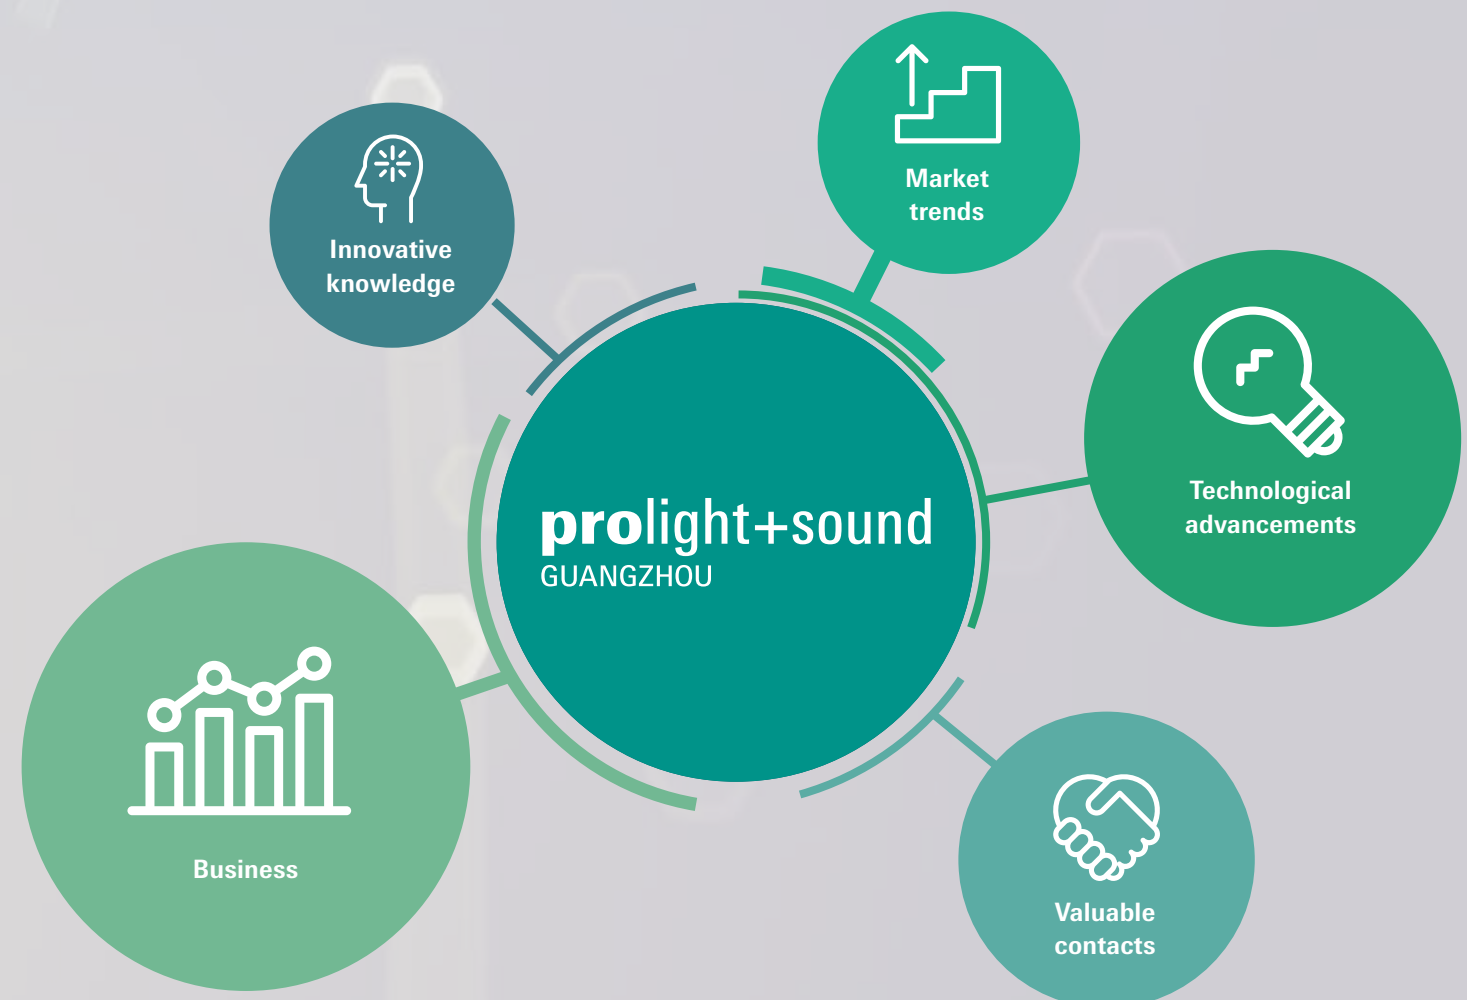 Market
trends
Innovative
knowledge
Technological
advancements
prolight+sound
GUANGZHOU
Business
Valuable
contacts